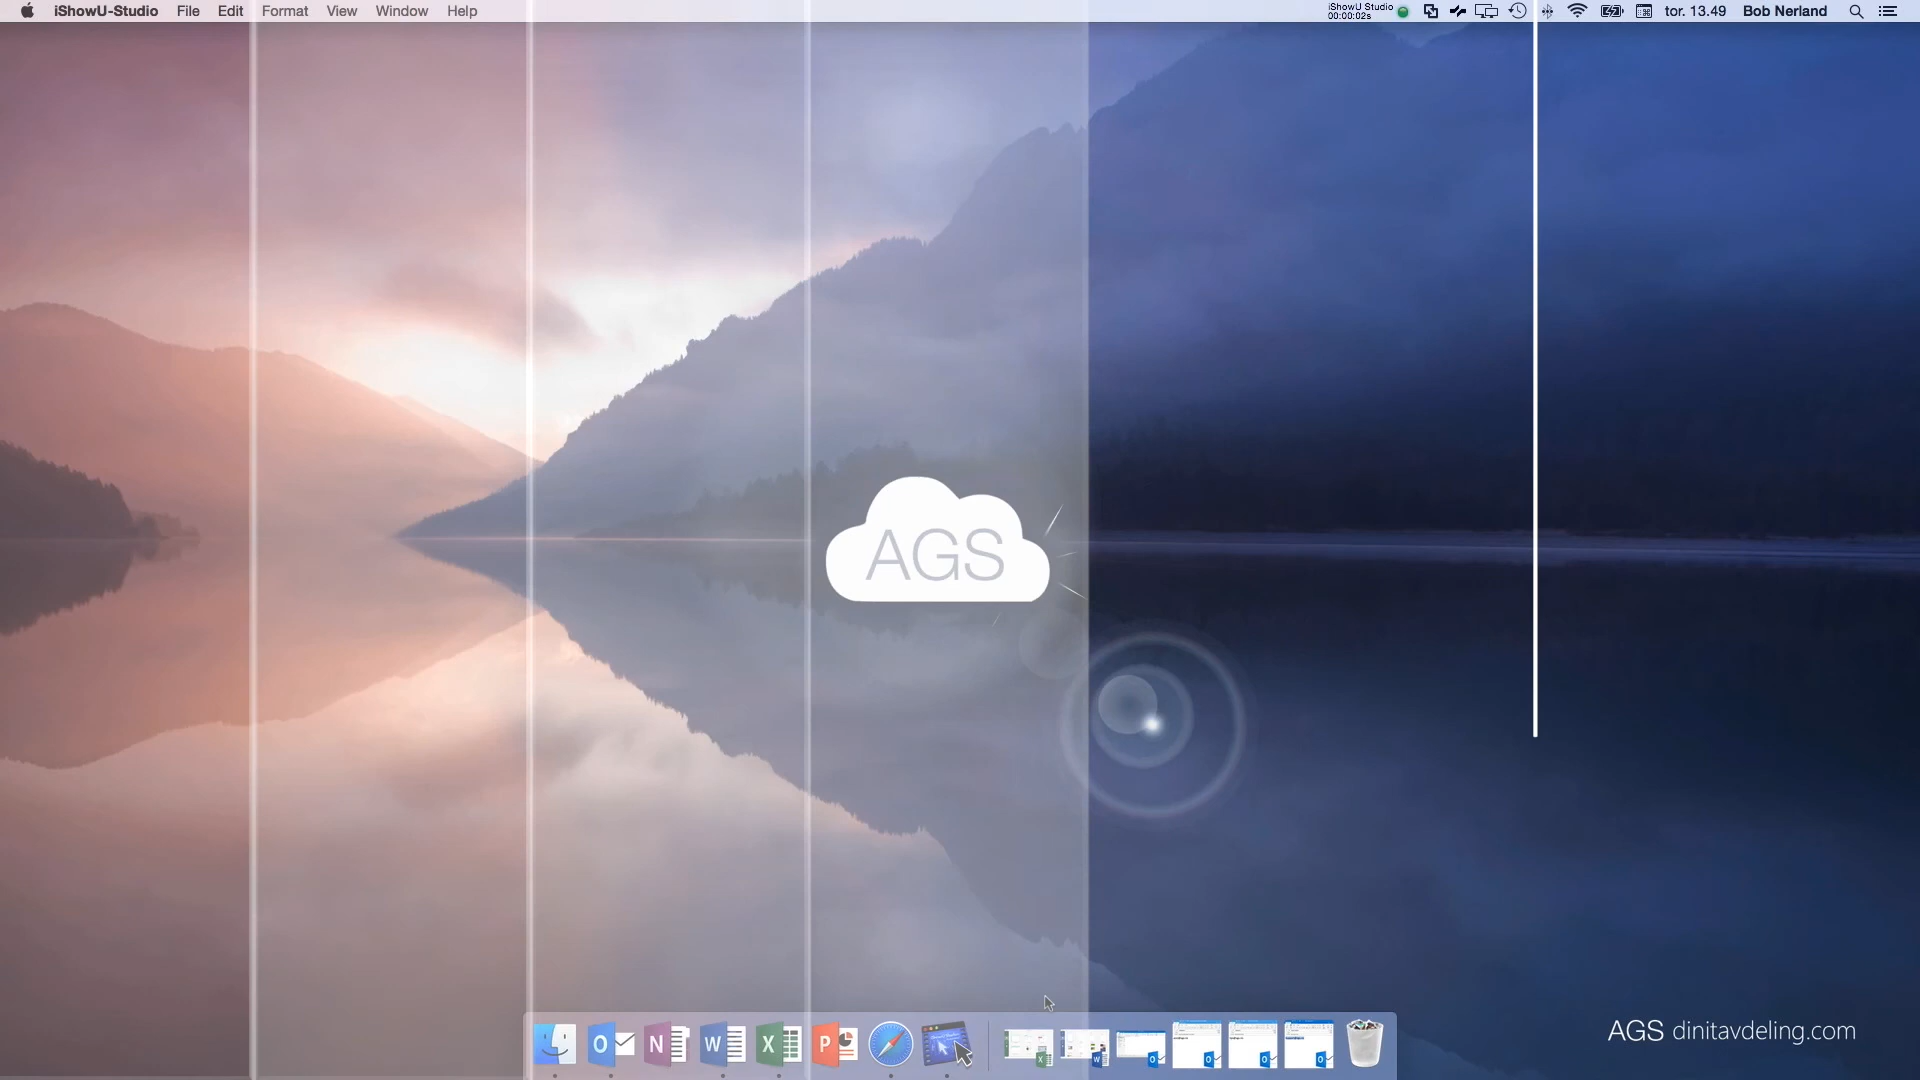 iShowU-Studio File Edit Format View Window Help
iShowU Studio
00:00:02s
tor. 13.49 Bob Nerland
AGS
O N W X P
AGS dinitavdeling.com